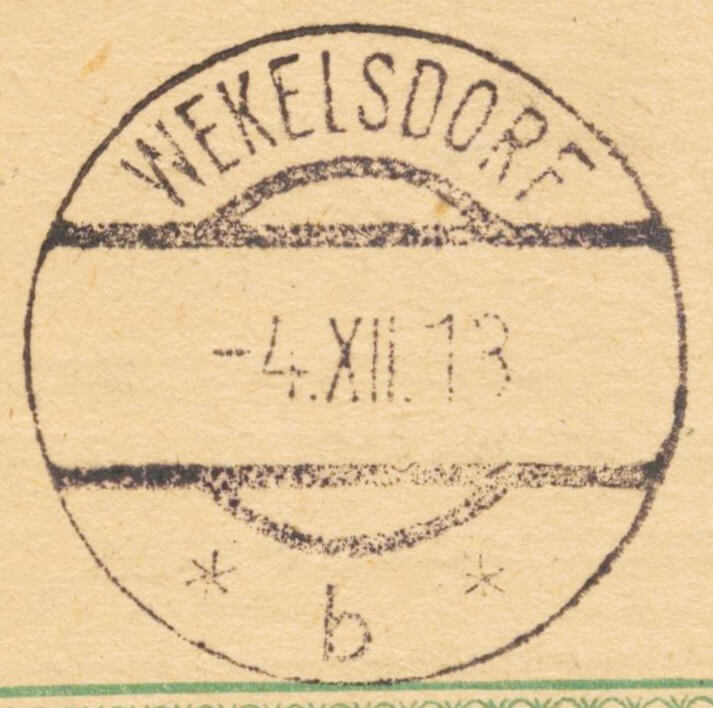 WEKELSDORF
-4.XII.13
* b *